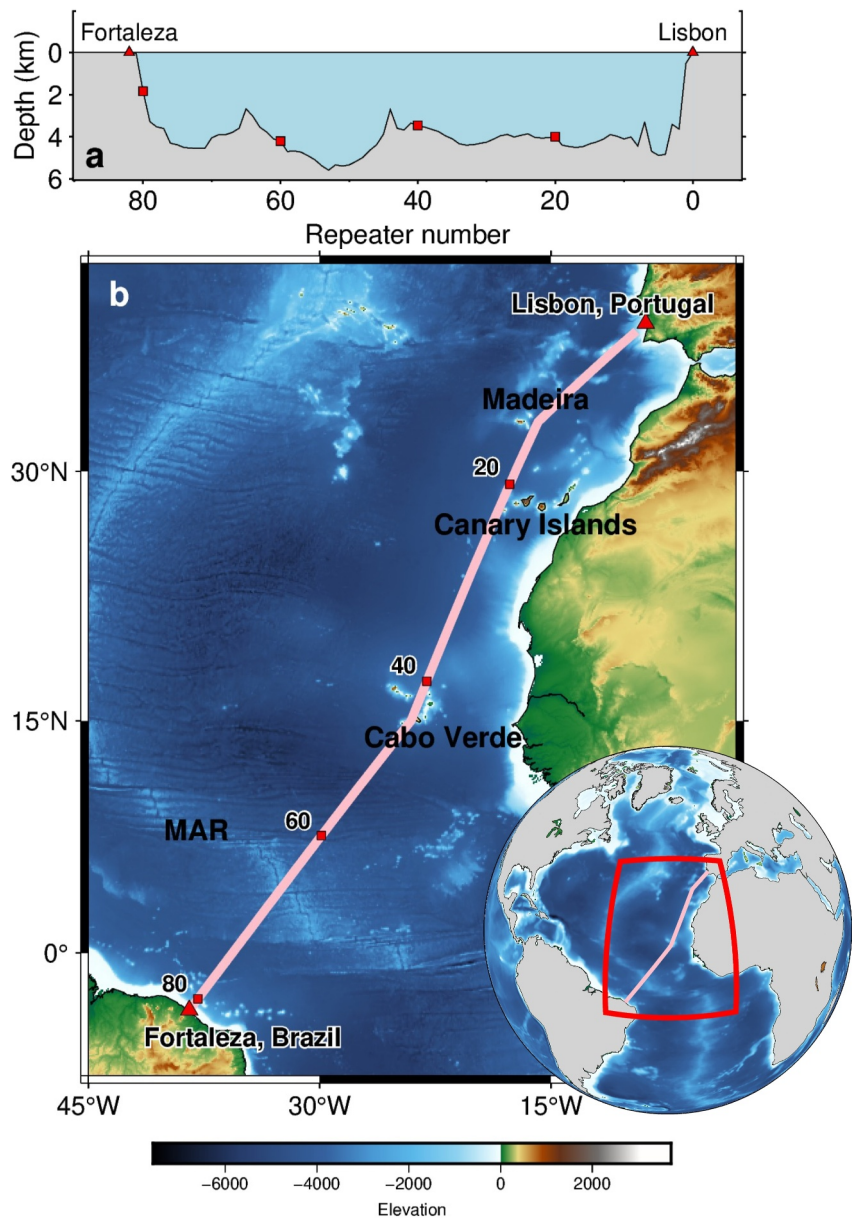 Fortaleza
Lisbon
0
2
4
6
Depth (km)
a
80
60
40
20
0
Repeater number
b
Lisbon, Portugal
Madeira
30°N
20
Canary Islands
40
15°N
Cabo Verde
60
MAR
0°
80
Fortaleza, Brazil
45°W
30°W
15°W
−6000
−4000
−2000
0
2000
Elevation